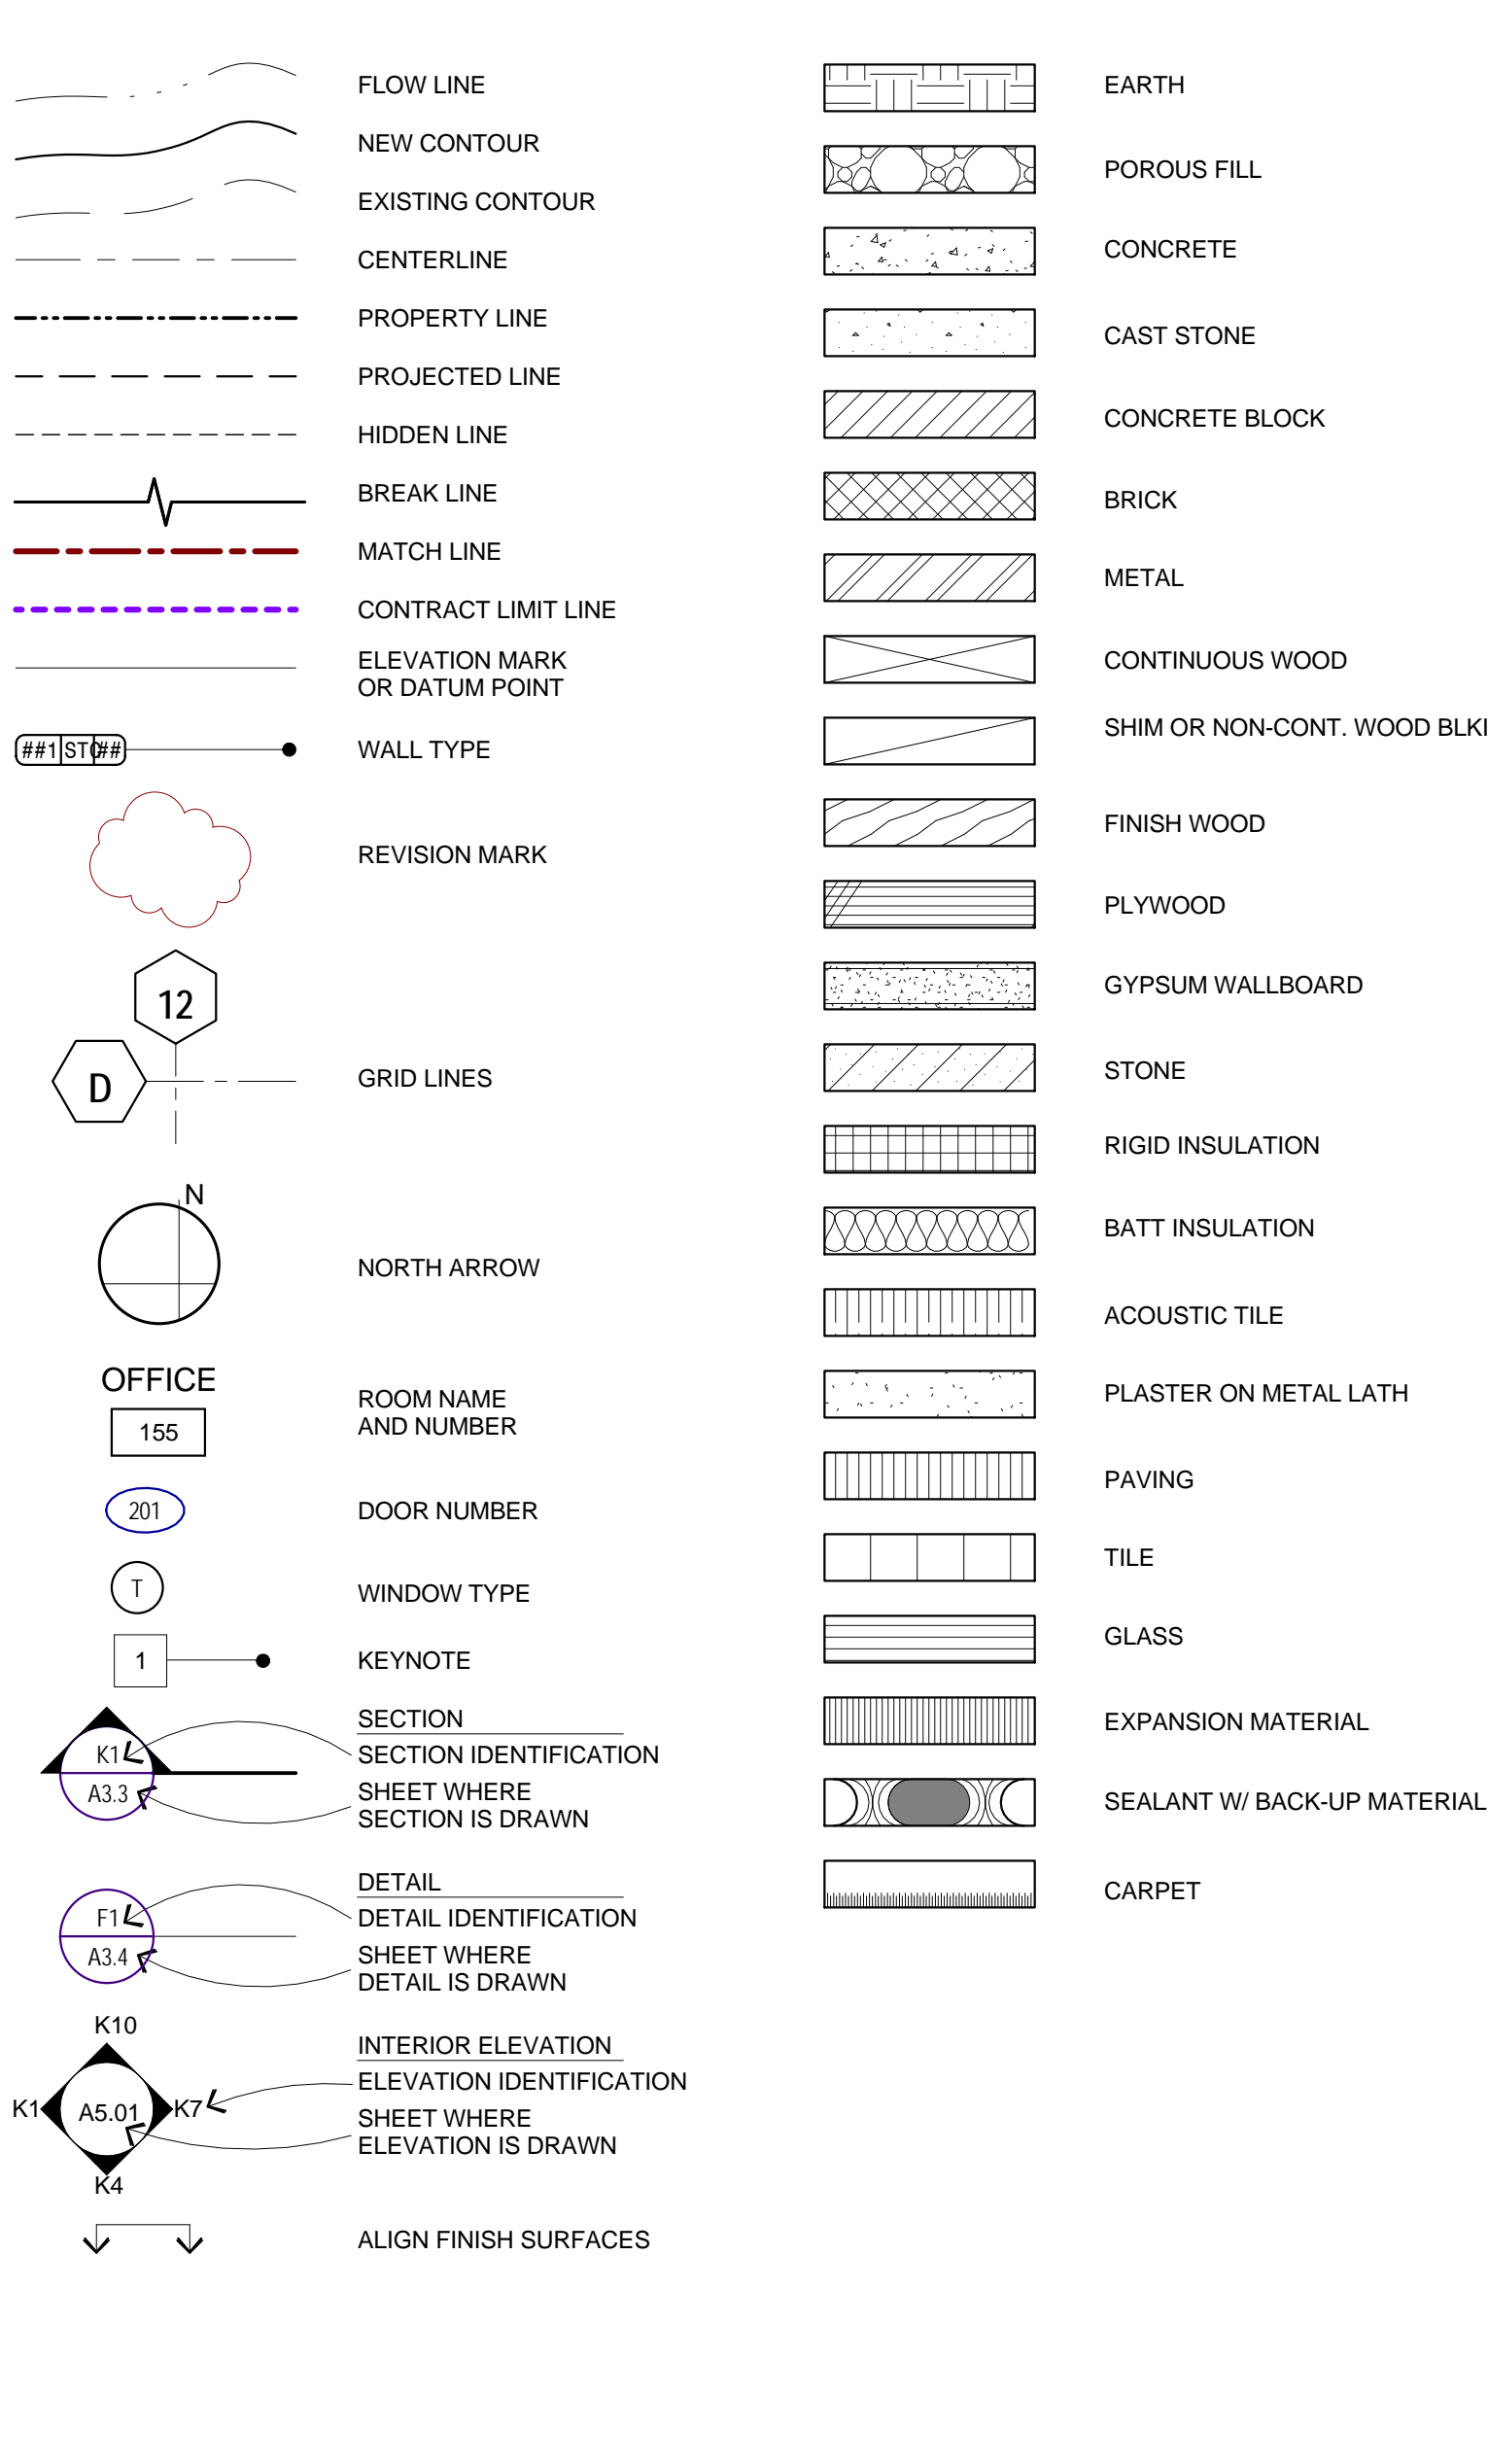 FLOW LINE
NEW CONTOUR
EXISTING CONTOUR
CENTERLINE
PROPERTY LINE
PROJECTED LINE
HIDDEN LINE
BREAK LINE
MATCH LINE
CONTRACT LIMIT LINE
ELEVATION MARK
OR DATUM POINT
##1 ST ##
WALL TYPE
REVISION MARK
12
D
GRID LINES
N
NORTH ARROW
OFFICE
155
ROOM NAME
AND NUMBER
201
DOOR NUMBER
T
WINDOW TYPE
1
KEYNOTE
SECTION
K1
SECTION IDENTIFICATION
A3.3
SHEET WHERE
SECTION IS DRAWN
DETAIL
F1
DETAIL IDENTIFICATION
A3.4
SHEET WHERE
DETAIL IS DRAWN
K10
INTERIOR ELEVATION
ELEVATION IDENTIFICATION
K1
A5.01
K7
SHEET WHERE
ELEVATION IS DRAWN
K4
ALIGN FINISH SURFACES
EARTH
POROUS FILL
CONCRETE
CAST STONE
CONCRETE BLOCK
BRICK
METAL
CONTINUOUS WOOD
SHIM OR NON-CONT. WOOD BLKI
FINISH WOOD
PLYWOOD
GYPSUM WALLBOARD
STONE
RIGID INSULATION
BATT INSULATION
ACOUSTIC TILE
PLASTER ON METAL LATH
PAVING
TILE
GLASS
EXPANSION MATERIAL
SEALANT W/ BACK-UP MATERIAL
CARPET